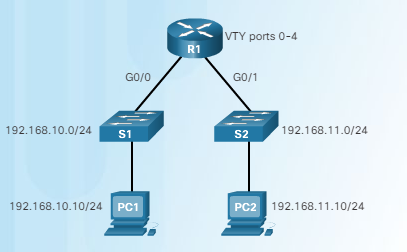 VTY ports 0-4
R1
G0/0
G0/1
192.168.10.0/24
S1
S2
192.168.11.0/24
192.168.10.10/24
PC1
PC2
192.168.11.10/24